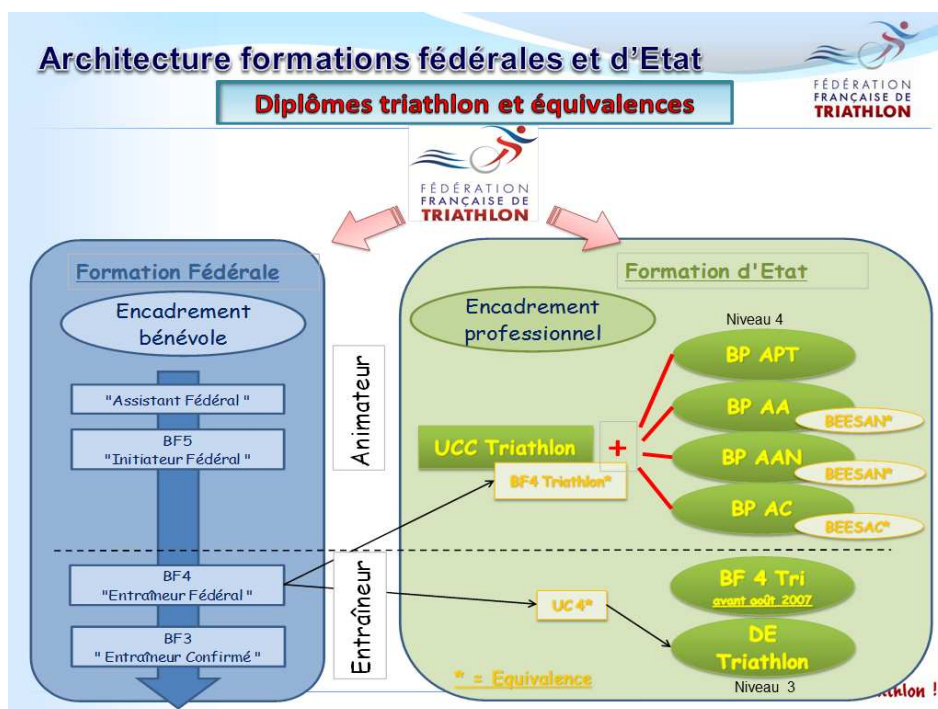 Architecture formations fédérales et d'Etat
Diplômes triathlon et équivalences
FÉDÉRATION
FRANÇAISE DE
TRIATHLON
FÉDÉRATION
FRANÇAISE DE
TRIATHLON
Formation Fédérale
Encadrement
bénévole
"Assistant Fédéral "
BF5
"Initiateur Fédéral "
BF4
"Entraîneur Fédéral "
BF3
" Entraîneur Confirmé "
Animateur
Entraîneur
Formation d'Etat
Encadrement
professionnel
Niveau 4
BP APT
BP AA
BEESAN*
UCC Triathlon
+
BF4 Triathlon*
BP AAN
BEESAN*
BP AC
BEESAC*
BF 4 Tri
avant août 2007
UC 4*
DE
Triathlon
* = Equivalence
Niveau 3
thlon !